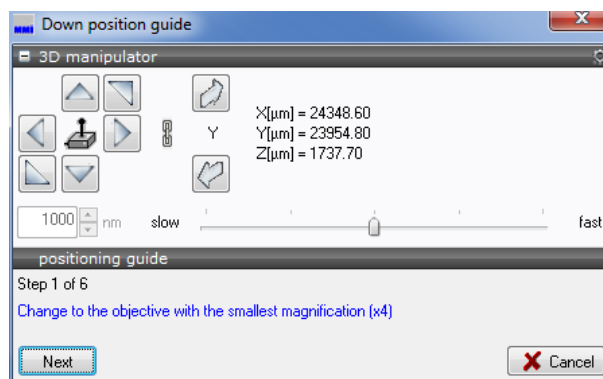 mmi Down position guide
3D manipulator
X[µm] = 24348.60
Y Y[µm] = 23954.80
Z[µm] = 1737.70
1000 nm slow fast
positioning guide
Step 1 of 6
Change to the objective with the smallest magnification (x4)
Next Cancel